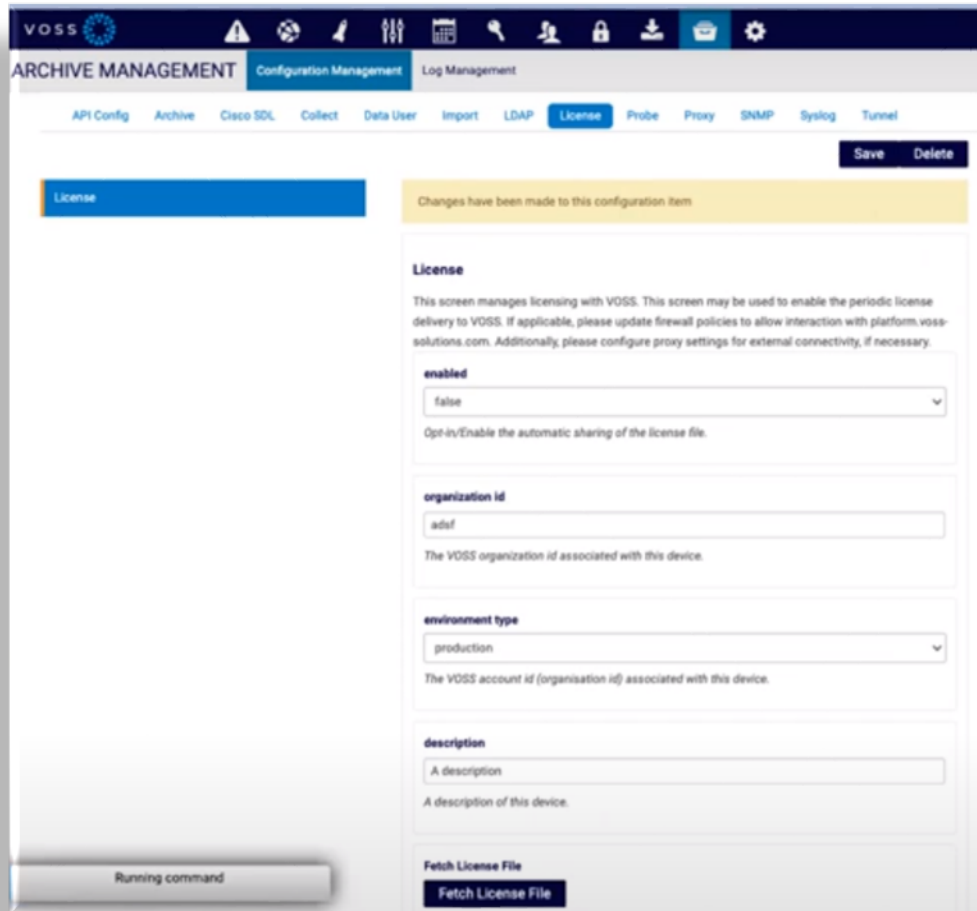 VOSS
ARCHIVE MANAGEMENT Configuration Management Log Management
API Config Archive Cisco SDL Collect Data User Import LDAP License Probe Proxy SNMP Syslog Tunnel
Save Delete
License
Changes have been made to this configuration item
License
This screen manages licensing with VOSS. This screen may be used to enable the periodic license
delivery to VOSS. If applicable, please update firewall policies to allow interaction with platform.voss-
solutions.com. Additionally, please configure proxy settings for external connectivity, if necessary.
enabled
false
Opt-in/Enable the automatic sharing of the license file.
organization id
adsf
The VOSS organization id associated with this device.
environment type
production
The VOSS account id (organisation id) associated with this device.
description
A description
A description of this device.
Fetch License File
Fetch License File
Running command